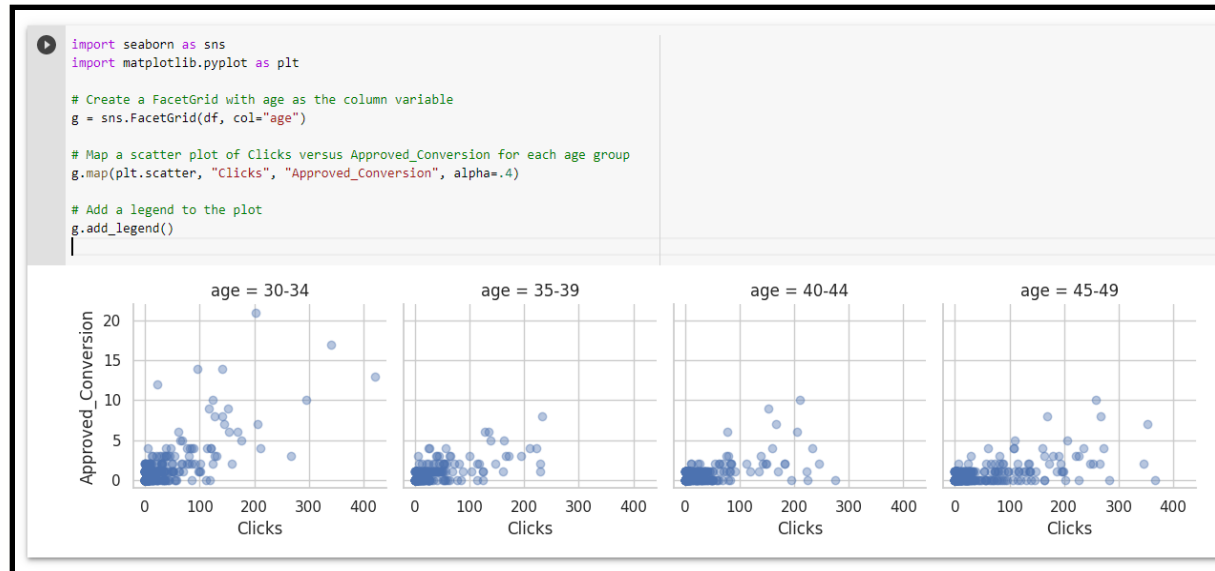 import seaborn as sns
import matplotlib.pyplot as plt
# Create a FacetGrid with age as the column variable
g = sns.FacetGrid(df, col="age")
# Map a scatter plot of Clicks versus Approved_Conversion for each age group
g.map(plt.scatter, "Clicks", "Approved_Conversion", alpha=.4)
# Add a legend to the plot
g.add_legend()
age = 30-34 age = 35-39 age = 40-44 age = 45-49
Approved_Conversion
20
15
10
5
0
0 100 200 300 400 0 100 200 300 400 0 100 200 300 400 0 100 200 300 400
Clicks Clicks Clicks Clicks